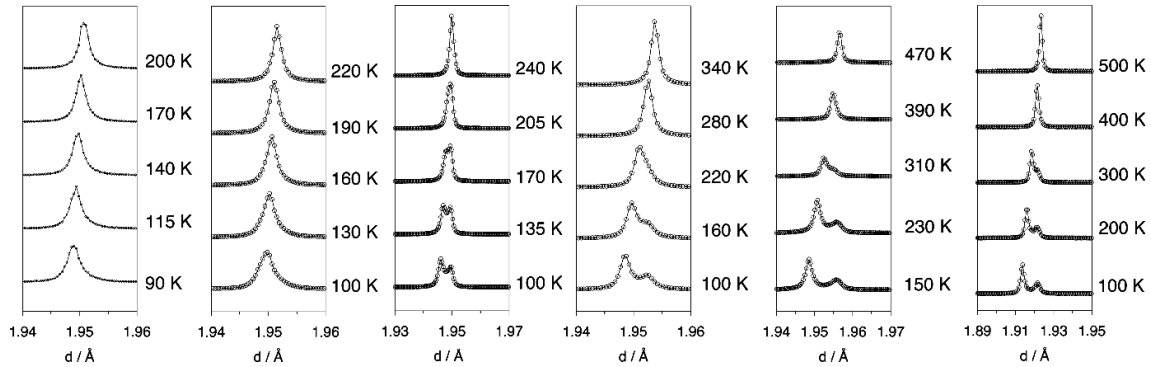 200 K
170 K
140 K
115 K
90 K
1.94 1.95 1.96
d / Å
220 K
190 K
160 K
130 K
100 K
1.94 1.95 1.96
d / Å
240 K
205 K
170 K
135 K
100 K
1.93 1.95 1.97
d / Å
340 K
280 K
220 K
160 K
100 K
1.94 1.95 1.96
d / Å
470 K
390 K
310 K
230 K
150 K
1.94 1.95 1.96 1.97
d / Å
500 K
400 K
300 K
200 K
100 K
1.89 1.91 1.93 1.95
d / Å